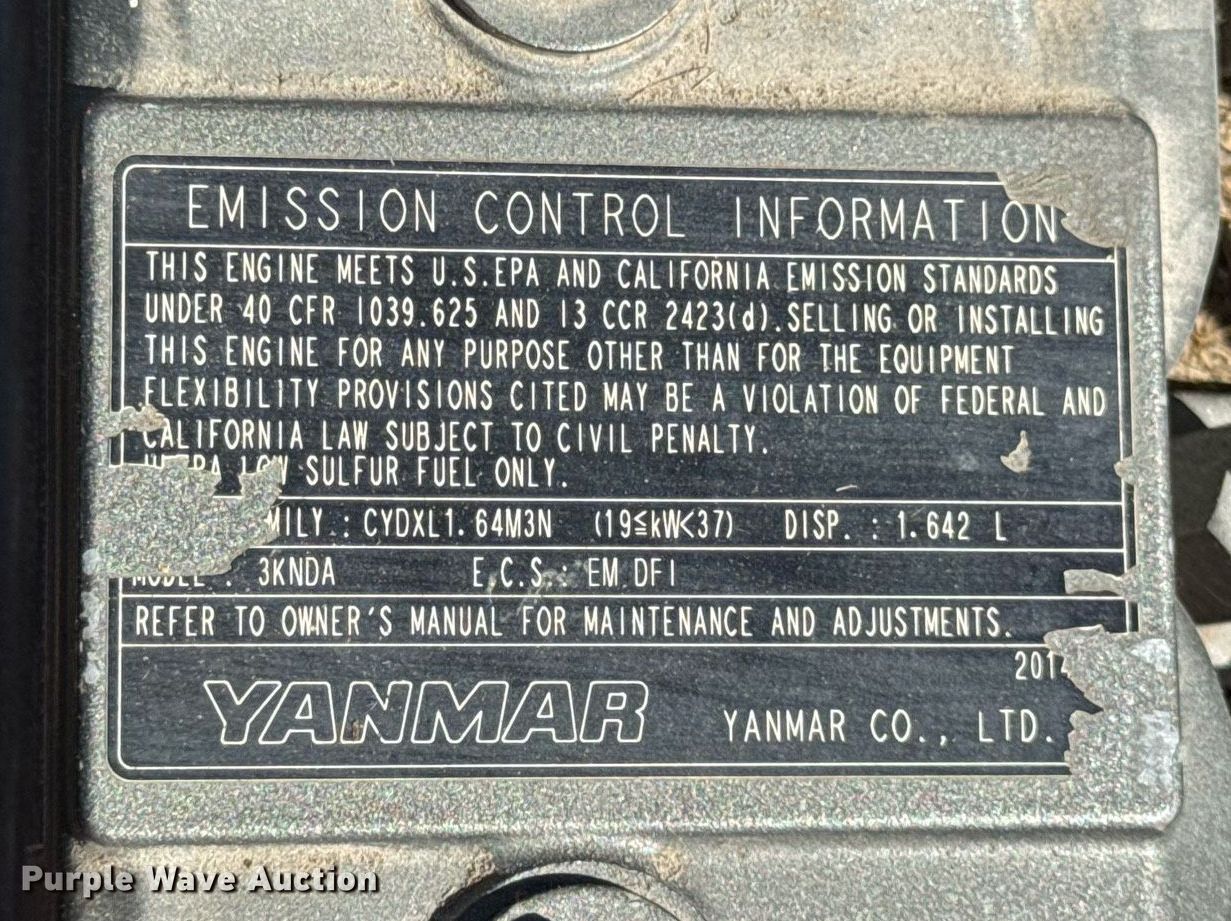 EMISSION CONTROL INFORMATION
THIS ENGINE MEETS U.S.EPA AND CALIFORNIA EMISSION STANDARDS
UNDER 40 CFR 1039.625 AND 13 CCR 2423(d).SELLING OR INSTALLING
THIS ENGINE FOR ANY PURPOSE OTHER THAN FOR THE EQUIPMENT
FLEXIBILITY PROVISIONS CITED MAY BE A VIOLATION OF FEDERAL AND
CALIFORNIA LAW SUBJECT TO CIVIL PENALTY.
LOW SULFUR FUEL ONLY.
MILY.: CYDXL1.64M3N (19≦kW<37) DISP. : 1.642 L
MODEL : 3KNDA E.C.S.: EM DFI
REFER TO OWNER'S MANUAL FOR MAINTENANCE AND ADJUSTMENTS.
201
YANMAR YANMAR CO., LTD.
Purple Wave Auction